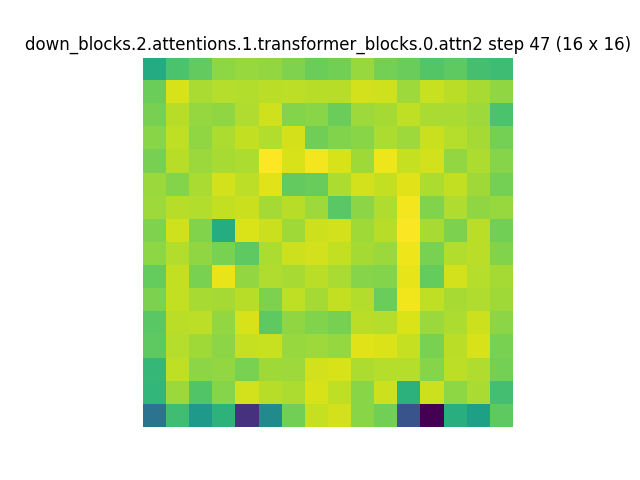 down_blocks.2.attentions.1.transformer_blocks.0.attn2 step 47 (16 x 16)